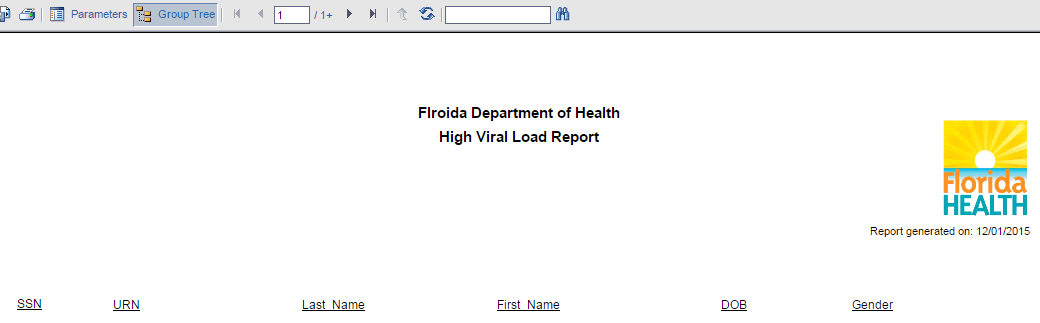 Parameters Group Tree 1 / 1+
Flroida Department of Health
High Viral Load Report
Florida
HEALTH
Report generated on: 12/01/2015
SSN URN Last_Name First_Name DOB Gender